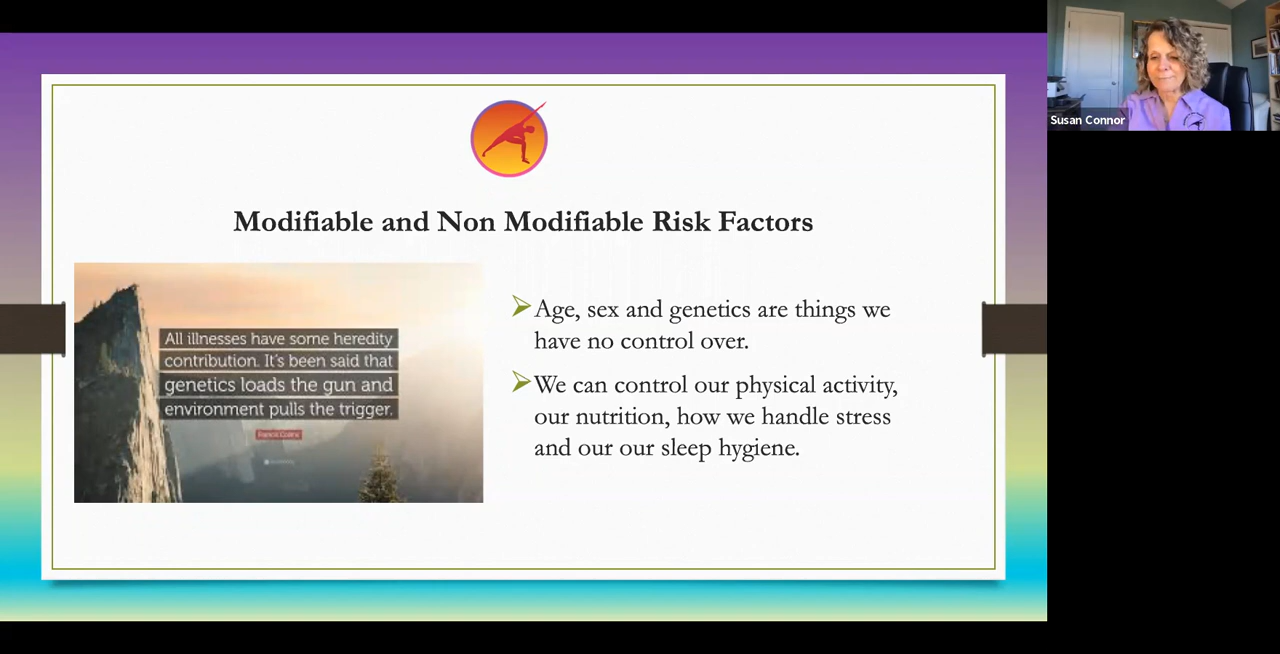 Susan Connor
Modifiable and Non Modifiable Risk Factors
All illnesses have some heredity
contribution. It's been said that
genetics loads the gun and
environment pulls the trigger.
Francis Collins
Age, sex and genetics are things we
have no control over.
We can control our physical activity,
our nutrition, how we handle stress
and our our sleep hygiene.